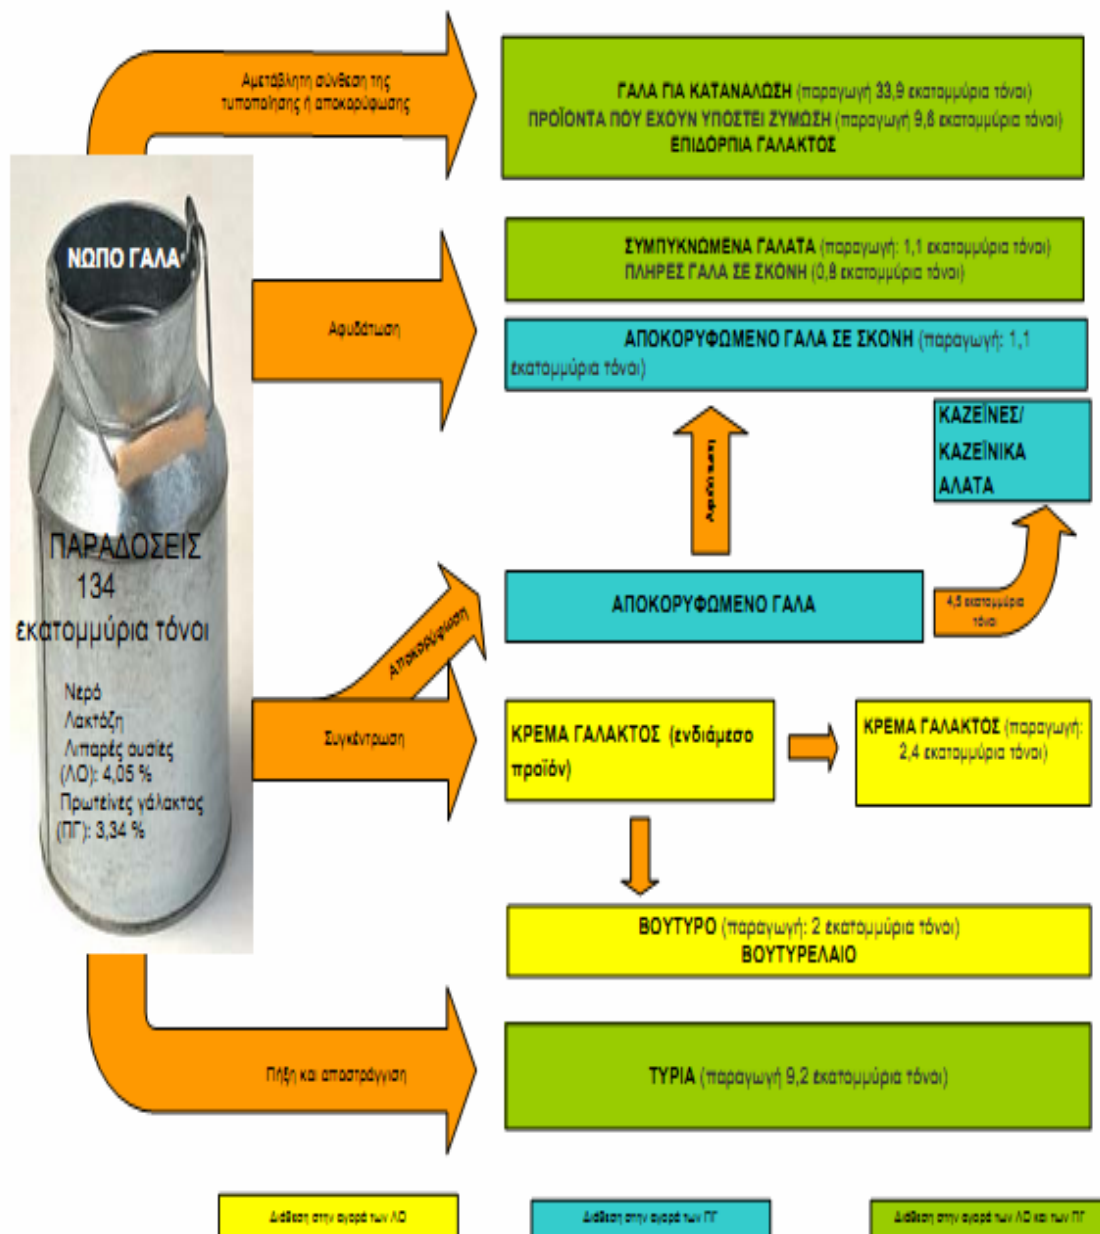 Αμετάβλητη σύνθεση της
τυποποίησης ή αποκορύφωσης
ΓΑΛΑ ΓΙΑ ΚΑΤΑΝΑΛΩΣΗ (παραγωγή 33,9 εκατομμύρια τόνοι)
ΠΡΟΪΟΝΤΑ ΠΟΥ ΕΧΟΥΝ ΥΠΟΣΤΕΙ ΖΥΜΩΣΗ (παραγωγή 9,8 εκατομμύρια τόνοι)
ΕΠΙΔΟΡΠΙΑ ΓΑΛΑΚΤΟΣ
ΝΩΠΟ ΓΑΛΑ
Αφυδάτωση
ΣΥΜΠΥΚΝΩΜΕΝΑ ΓΑΛΑΤΑ (παραγωγή: 1,1 εκατομμύρια τόνοι)
ΠΛΗΡΕΣ ΓΑΛΑ ΣΕ ΣΚΟΝΗ (0,8 εκατομμύρια τόνοι)
ΑΠΟΚΟΡΥΦΩΜΕΝΟ ΓΑΛΑ ΣΕ ΣΚΟΝΗ (παραγωγή: 1,1
εκατομμύρια τόνοι)
ΚΑΖΕΪΝΕΣ/
ΚΑΖΕΪΝΙΚΑ
ΑΛΑΤΑ
ΠΑΡΑΔΟΣΕΙΣ
134
εκατομμύρια τόνοι
Νερό
Λακτόζη
Λιπαρές ουσίες
(ΛΟ): 4,05 %
Πρωτείνες γάλακτος
(ΠΓ): 3,34 %
Αποκορύφωση
ΑΠΟΚΟΡΥΦΩΜΕΝΟ ΓΑΛΑ
4,5 εκατομμύρια
τόνοι
Συγκέντρωση
ΚΡΕΜΑ ΓΑΛΑΚΤΟΣ (ενδιάμεσο
προϊόν)
ΚΡΕΜΑ ΓΑΛΑΚΤΟΣ (παραγωγή:
2,4 εκατομμύρια τόνοι)
ΒΟΥΤΥΡΟ (παραγωγή: 2 εκατομμύρια τόνοι)
ΒΟΥΤΥΡΕΛΑΙΟ
Πήξη και αποστράγγιση
ΤΥΡΙΑ (παραγωγή 9,2 εκατομμύρια τόνοι)
Διάθεση στην αγορά των ΛΟ
Διάθεση στην αγορά των ΠΓ
Διάθεση στην αγορά των ΛΟ και των ΠΓ